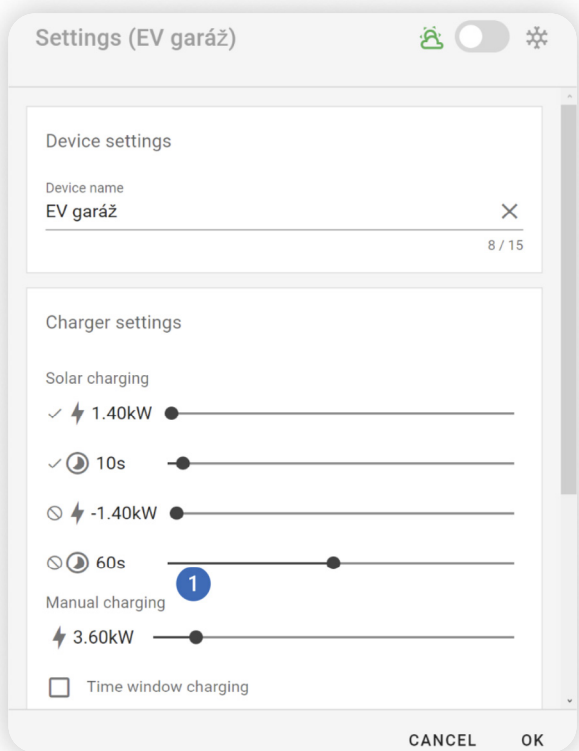 Settings (EV garáž)
Device settings
Device name
EV garáž
8 / 15
Charger settings
Solar charging
1.40kW
10s
-1.40kW
60s
1
Manual charging
3.60kW
Time window charging
CANCEL OK